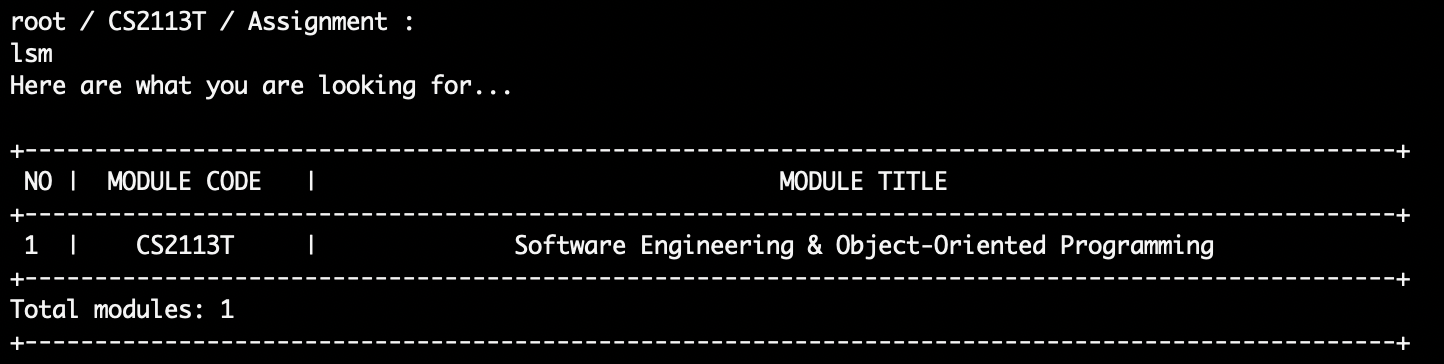 root / CS2113T / Assignment :
lsm
Here are what you are looking for...
+--------------------------------------------------------------------------------------------------+
NO |  MODULE CODE   |                                 MODULE TITLE
+--------------------------------------------------------------------------------------------------+
1  |    CS2113T     |              Software Engineering & Object-Oriented Programming
+--------------------------------------------------------------------------------------------------+
Total modules: 1
+--------------------------------------------------------------------------------------------------+